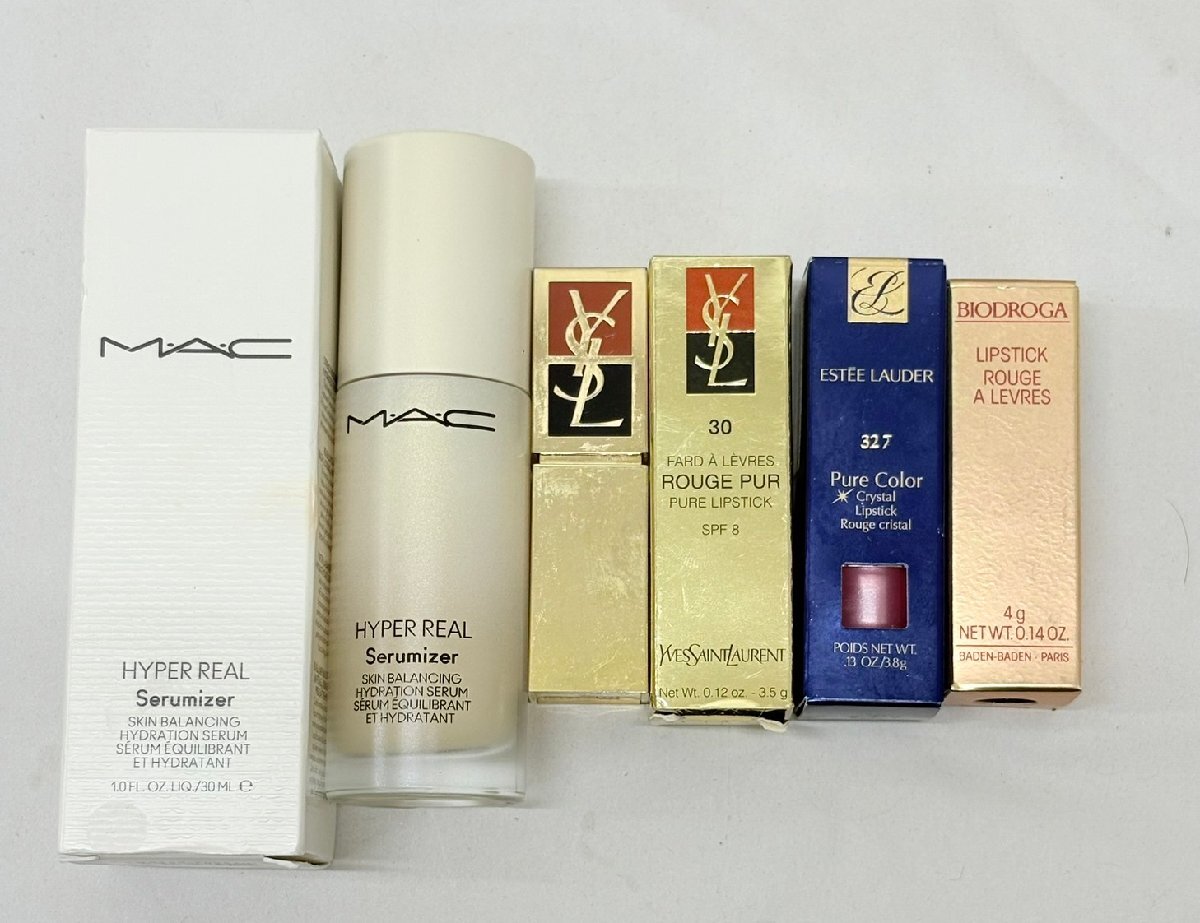 M·A·C
HYPER REAL
Serumizer
SKIN BALANCING
HYDRATION SERUM
SÉRUM ÉQUILIBRANT
ET HYDRATANT
1.0 FL. OZ. LIQ./30 ML ℮
M·A·C
HYPER REAL
Serumizer
SKIN BALANCING
HYDRATION SERUM
SÉRUM ÉQUILIBRANT
ET HYDRATANT
YSL
YSL
30
FARD À LÈVRES
ROUGE PUR
PURE LIPSTICK
SPF 8
YVESSAINTLAURENT
Net Wt. 0.12 oz. - 3.5 g
EL
ESTĒE LAUDER
327
Pure Color
Crystal
Lipstick
Rouge cristal
POIDS NET WT.
.13 OZ/3.8g
BIODROGA
LIPSTICK
ROUGE
A LEVRES
4 g
NET WT. 0.14 OZ.
BADEN-BADEN · PARIS